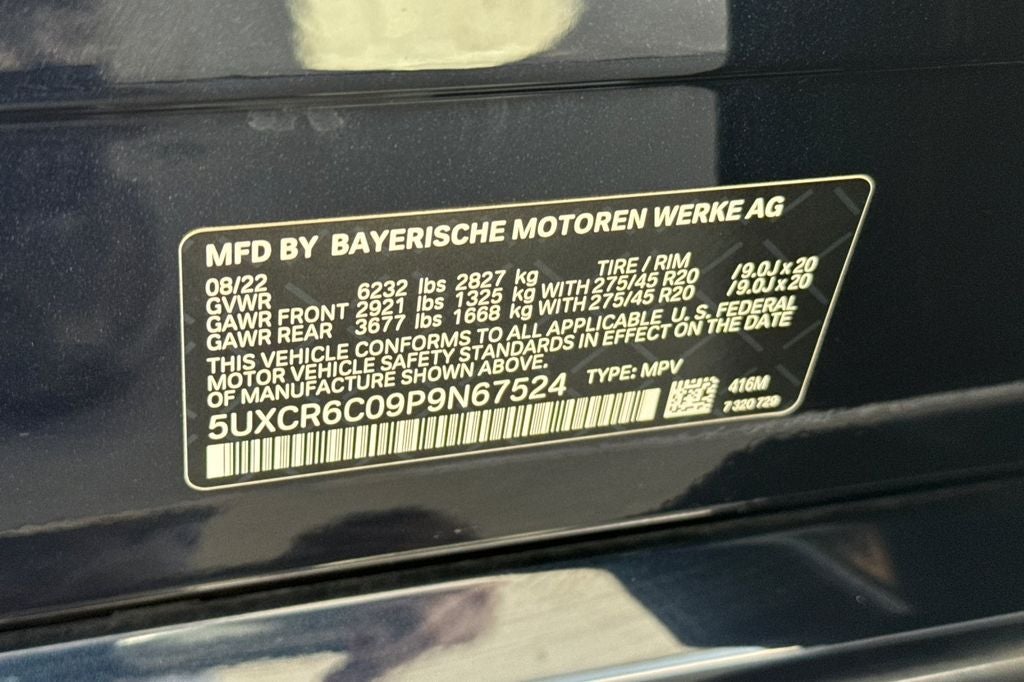 MFD BY BAYERISCHE MOTOREN WERKE AG
08/22 TIRE / RIM
GVWR 6232 lbs 2827 kg
GAWR FRONT 2921 lbs 1325 kg WITH 275/45 R20 /9.0J x 20
GAWR REAR 3677 lbs 1668 kg WITH 275/45 R20 /9.0J x 20
THIS VEHICLE CONFORMS TO ALL APPLICABLE U. S. FEDERAL
MOTOR VEHICLE SAFETY STANDARDS IN EFFECT ON THE DATE
OF MANUFACTURE SHOWN ABOVE.
5UXCR6C09P9N67524 TYPE: MPV
416M
7 320 729